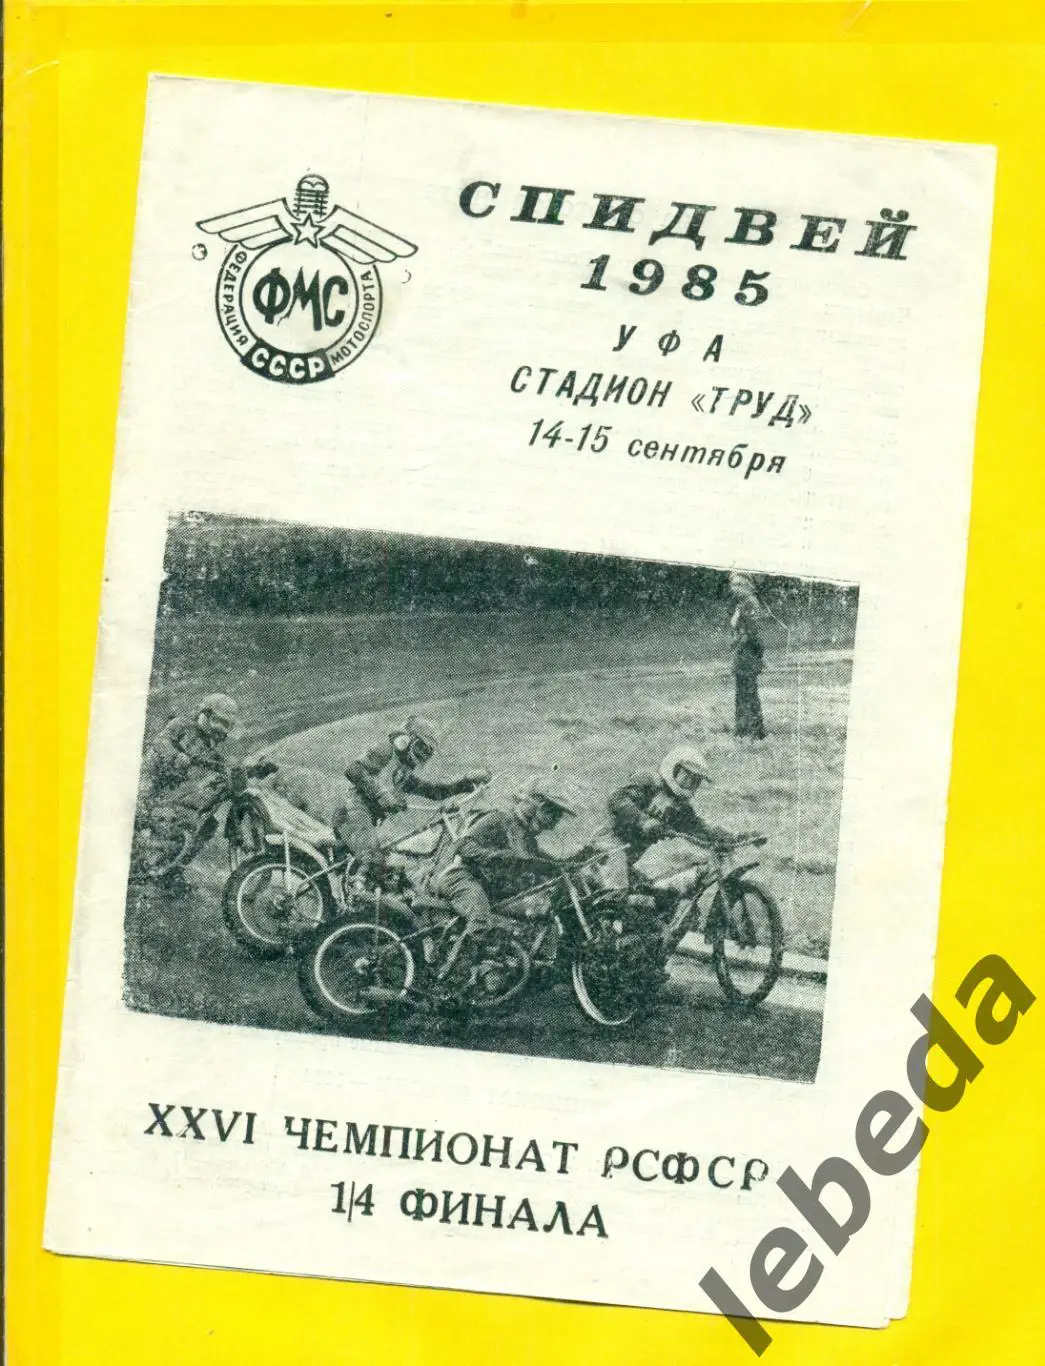 СПИДВЕЙ
1985
УФА
СТАДИОН «ТРУД»
14-15 сентября
ФЕДЕРАЦИЯ
МОТОСПОРТА
ФМС
СССР
XXVI ЧЕМПИОНАТ РСФСР
1/4 ФИНАЛА
lebeda